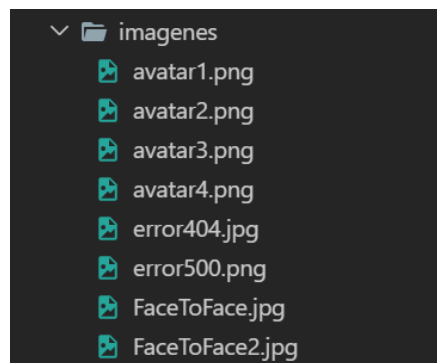 imagenes
avatar1.png
avatar2.png
avatar3.png
avatar4.png
error404.jpg
error500.png
FaceToFace.jpg
FaceToFace2.jpg